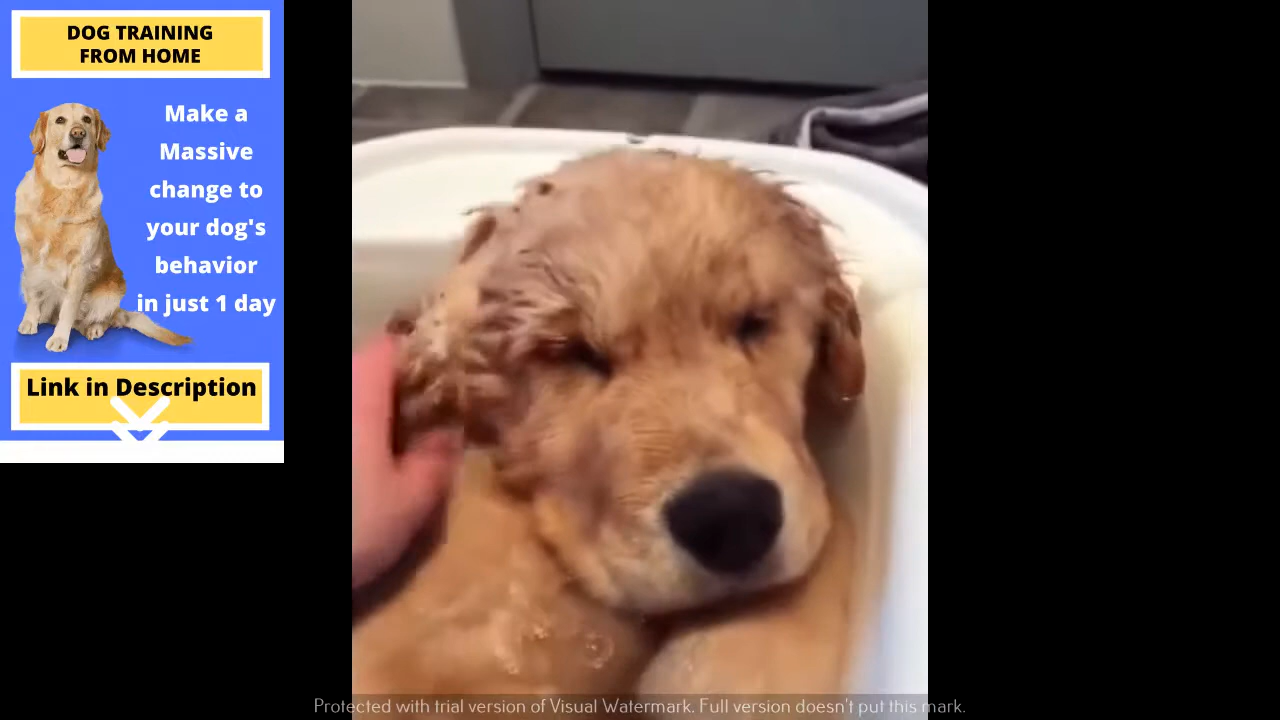 DOG TRAINING
FROM HOME
Make a
Massive
change to
your dog's
behavior
in just 1 day
Link in Description
Protected with trial version of Visual Watermark. Full version doesn't put this mark.